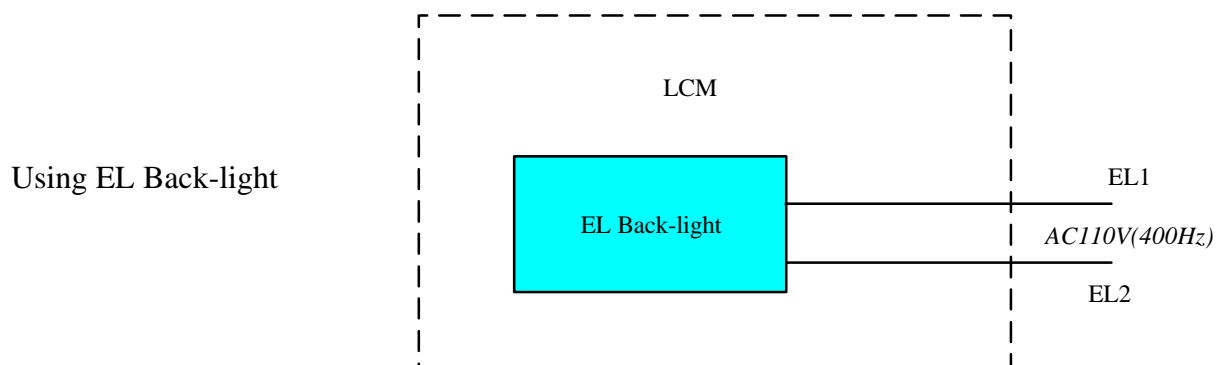 LCM
Using EL Back-light
EL Back-light
EL1
AC110V(400Hz)
EL2